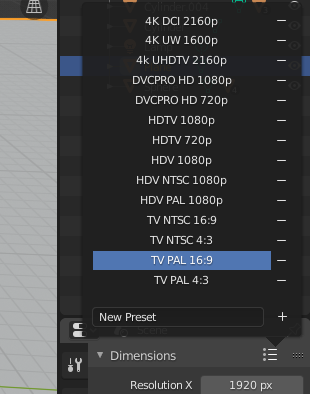 4K DCI 2160p
4K UW 1600p
4k UHDTV 2160p
DVCPRO HD 1080p
DVCPRO HD 720p
HDTV 1080p
HDTV 720p
HDV 1080p
HDV NTSC 1080p
HDV PAL 1080p
TV NTSC 16:9
TV NTSC 4:3
TV PAL 16:9
TV PAL 4:3
New Preset
Scene
Dimensions
Resolution X 1920 px